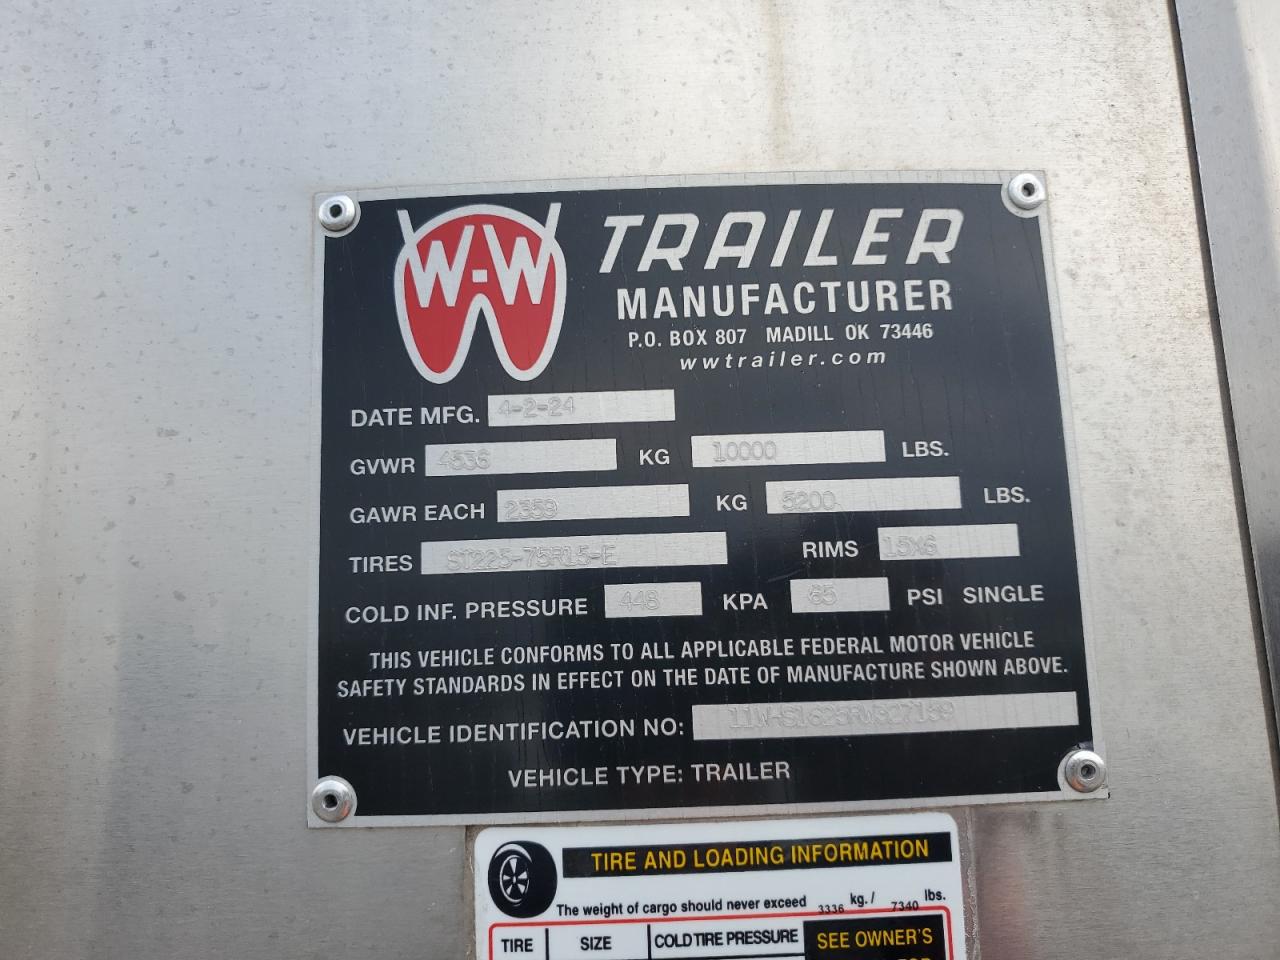 W-W
TRAILER
MANUFACTURER
P.O. BOX 807 MADILL OK 73446
wwtrailer.com
DATE MFG. 4-2-24
GVWR 4536 KG 10000 LBS.
GAWR EACH 2359 KG 5200 LBS.
TIRES ST225-75R15-E RIMS 15X6
COLD INF. PRESSURE 448 KPA 65 PSI SINGLE
THIS VEHICLE CONFORMS TO ALL APPLICABLE FEDERAL MOTOR VEHICLE
SAFETY STANDARDS IN EFFECT ON THE DATE OF MANUFACTURE SHOWN ABOVE.
VEHICLE IDENTIFICATION NO:
VEHICLE TYPE: TRAILER
TIRE AND LOADING INFORMATION
The weight of cargo should never exceed 3336 kg./ 7340 lbs.
TIRE SIZE COLD TIRE PRESSURE SEE OWNER'S